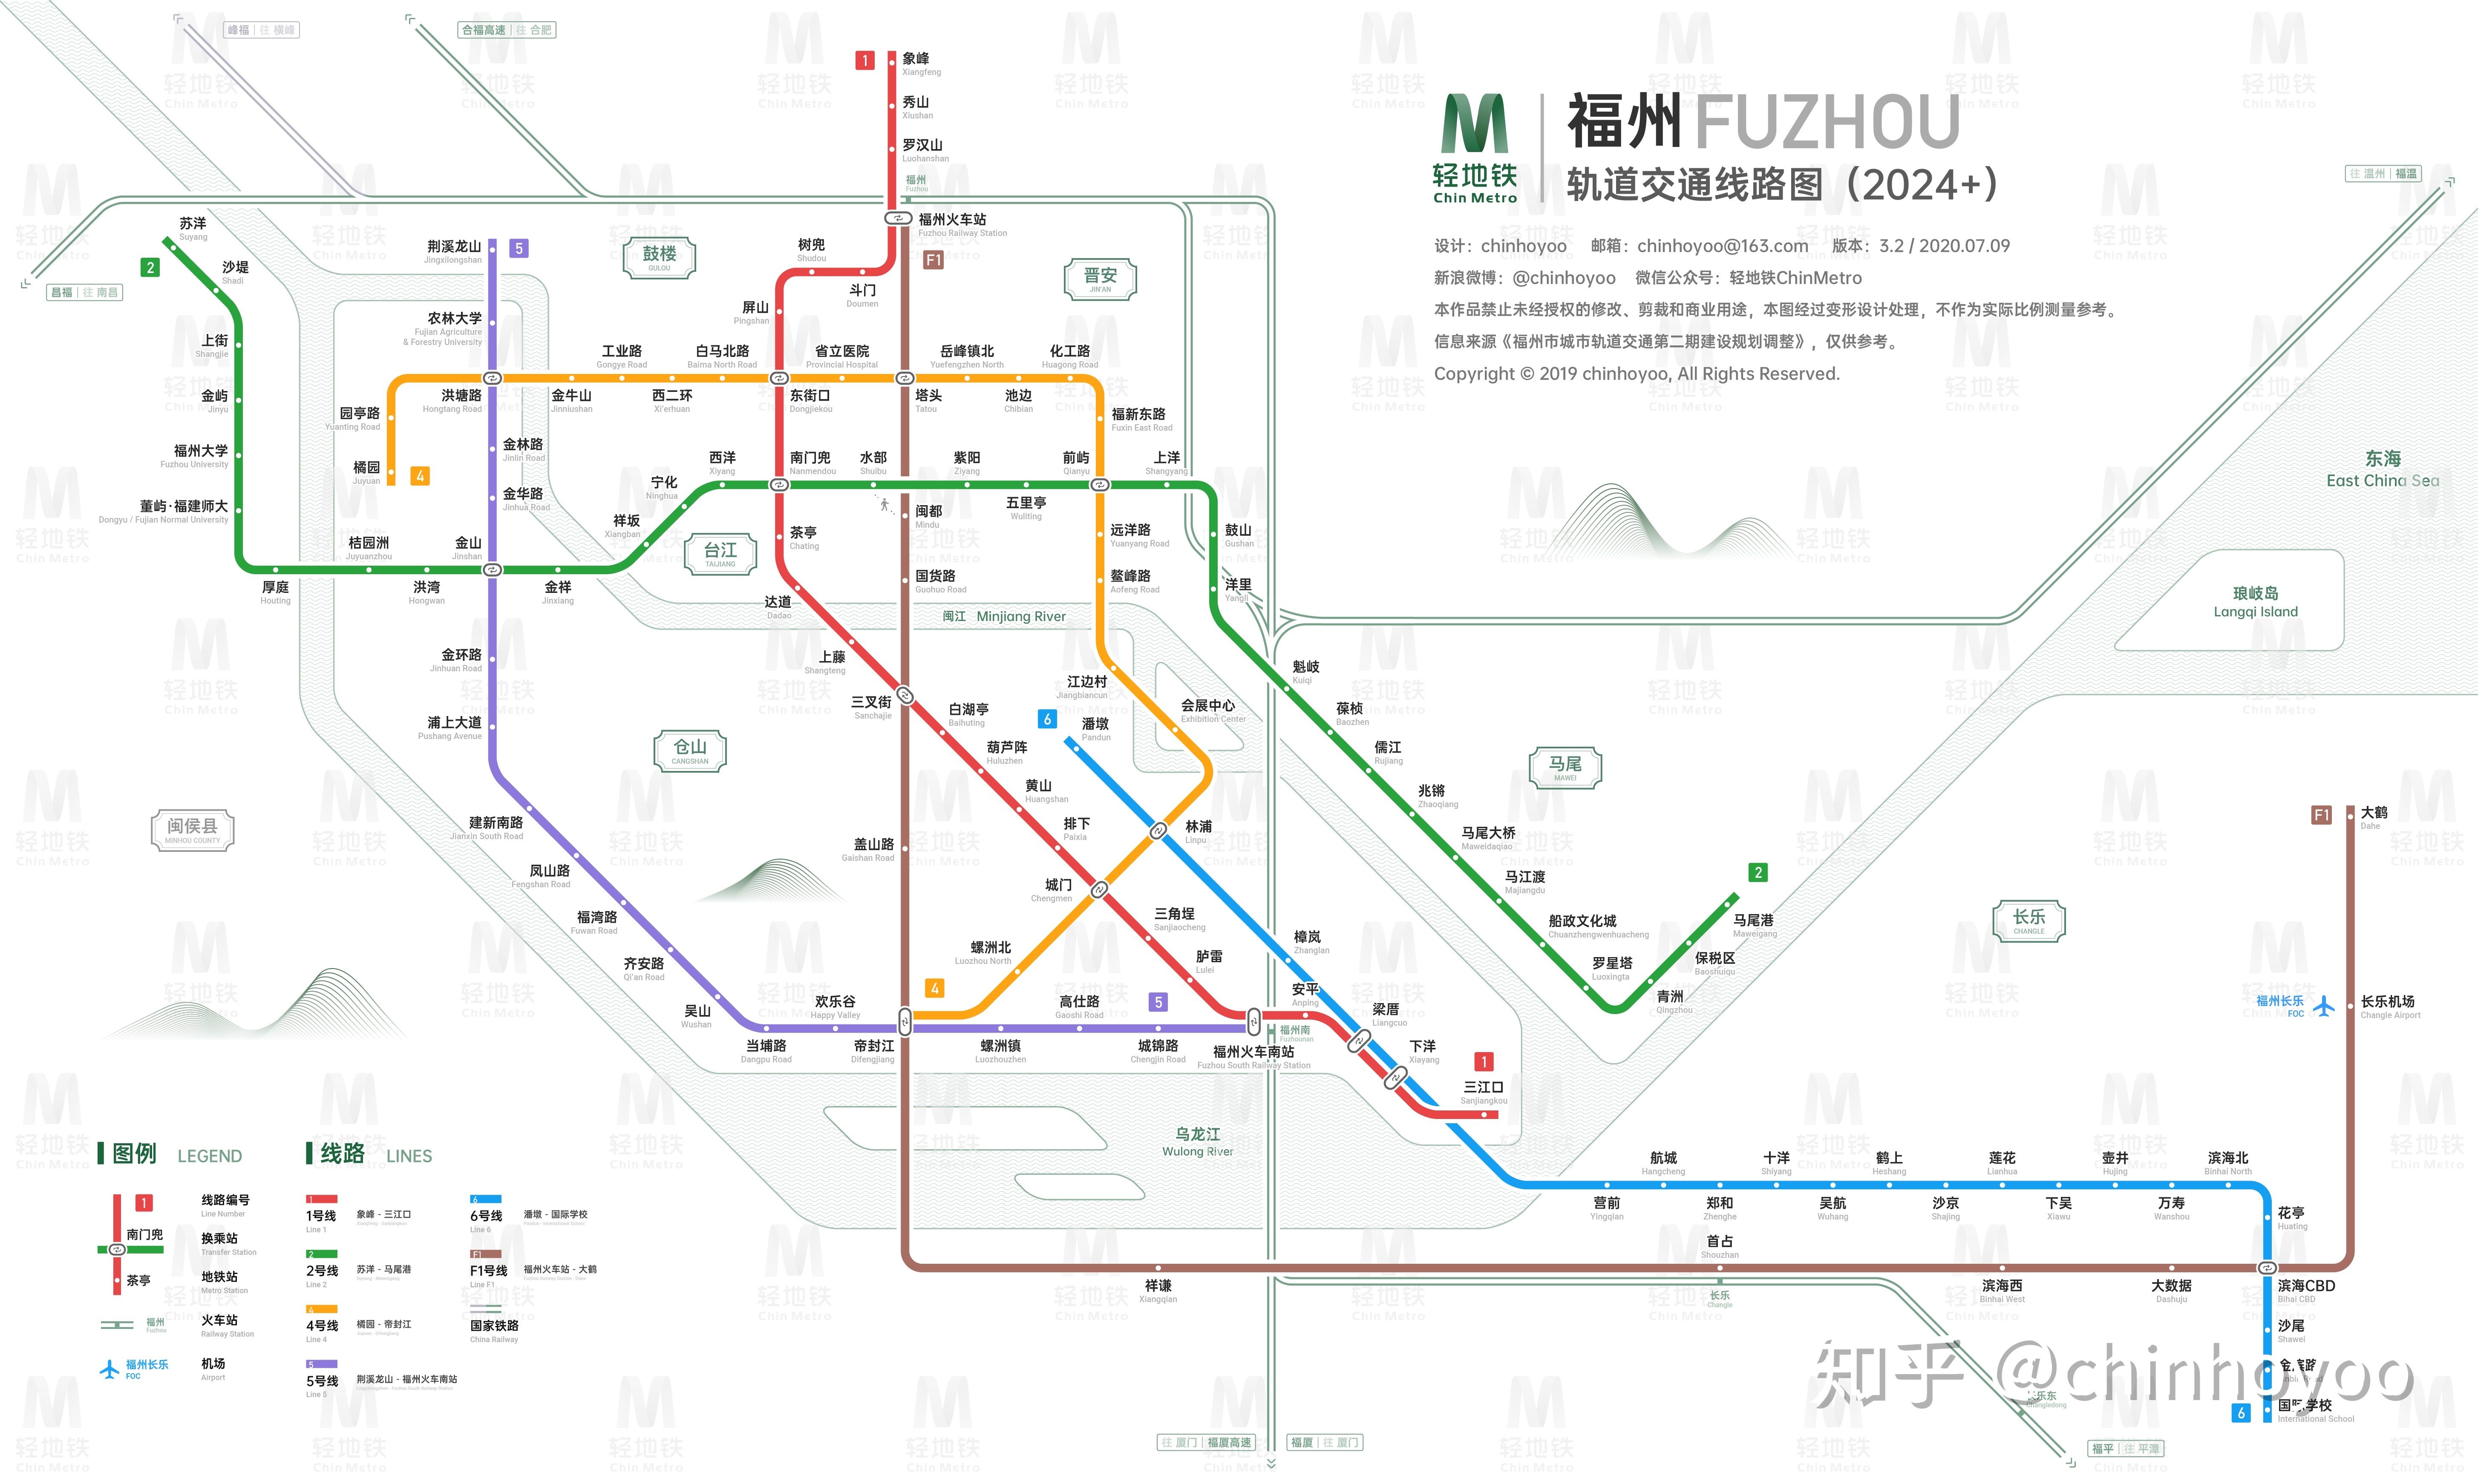 峰福 | 往 横峰
合福高速 | 往 合肥
昌福 | 往 南昌
往 温州 | 福温
轻地铁
Chin Metro
福州 FUZHOU
轨道交通线路图（2024+）
设计：chinhoyoo 邮箱：chinhoyoo@163.com 版本：3.2 / 2020.07.09
新浪微博：@chinhoyoo 微信公众号：轻地铁ChinMetro
本作品禁止未经授权的修改、剪裁和商业用途，本图经过变形设计处理，不作为实际比例测量参考。
信息来源《福州市城市轨道交通第二期建设规划调整》，仅供参考。
Copyright © 2019 chinhoyoo, All Rights Reserved.
1
象峰
Xiangfeng
秀山
Xiushan
罗汉山
Luohanshan
福州
Fuzhou
福州火车站
Fuzhou Railway Station
F1
树兜
Shudou
斗门
Doumen
屏山
Pingshan
鼓楼
GULOU
晋安
JIN'AN
苏洋
Suyang
2
沙堤
Shadi
上街
Shangjie
金屿
Jinyu
福州大学
Fuzhou University
董屿·福建师大
Dongyu / Fujian Normal University
厚庭
Houting
桔园洲
Juyuanzhou
洪湾
Hongwan
金山
Jinshan
金祥
Jinxiang
祥坂
Xiangban
宁化
Ninghua
西洋
Xiyang
南门兜
Nanmendou
水部
Shuibu
紫阳
Ziyang
五里亭
Wuliting
前屿
Qianyu
上洋
Shangyang
鼓山
Gushan
洋里
Yangli
魁岐
Kuiqi
葆桢
Baozhen
儒江
Rujiang
兆锵
Zhaoqiang
马尾大桥
Maweidaqiao
马江渡
Majiangdu
船政文化城
Chuanzhengwenhuacheng
罗星塔
Luoxingta
青洲
Qingzhou
保税区
Baoshuiqu
马尾港
Maweigang
2
荆溪龙山
Jingxilongshan
5
农林大学
Fujian Agriculture
& Forestry University
洪塘路
Hongtang Road
金林路
Jinlin Road
金华路
Jinhua Road
金环路
Jinhuan Road
浦上大道
Pushang Avenue
建新南路
Jianxin South Road
凤山路
Fengshan Road
福湾路
Fuwan Road
齐安路
Qi'an Road
吴山
Wushan
当埔路
Dangpu Road
欢乐谷
Happy Valley
帝封江
Difengjiang
螺洲镇
Luozhouzhen
高仕路
Gaoshi Road
5
城锦路
Chengjin Road
福州火车南站
Fuzhou South Railway Station
福州南
Fuzhounan
园亭路
Yuanting Road
橘园
Juyuan
4
金牛山
Jinniushan
工业路
Gongye Road
西二环
Xi'erhuan
白马北路
Baima North Road
东街口
Dongjiekou
省立医院
Provincial Hospital
塔头
Tatou
岳峰镇北
Yuefengzhen North
池边
Chibian
化工路
Huagong Road
福新东路
Fuxin East Road
远洋路
Yuanyang Road
鳌峰路
Aofeng Road
江边村
Jiangbiancun
会展中心
Exhibition Center
林浦
Linpu
城门
Chengmen
螺洲北
Luozhou North
4
茶亭
Chating
达道
Dadao
上藤
Shangteng
三叉街
Sanchajie
白湖亭
Baihuting
葫芦阵
Huluzhen
黄山
Huangshan
排下
Paixia
三角埕
Sanjiaocheng
胪雷
Lulei
安平
Anping
梁厝
Liangcuo
下洋
Xiayang
1
三江口
Sanjiangkou
闽都
Mindu
国货路
Guohuo Road
盖山路
Gaishan Road
祥谦
Xiangqian
首占
Shouzhan
长乐
Changle
滨海西
Binhai West
大数据
Dashuju
滨海CBD
Bihai CBD
长乐机场
Changle Airport
福州长乐
FOC
F1
大鹤
Dahe
6
潘墩
Pandun
樟岚
Zhanglan
营前
Yingqian
航城
Hangcheng
郑和
Zhenghe
十洋
Shiyang
吴航
Wuhang
鹤上
Heshang
沙京
Shajing
莲花
Lianhua
下吴
Xiawu
壶井
Hujing
万寿
Wanshou
滨海北
Binhai North
花亭
Huating
沙尾
Shawei
国际学校
International School
6
台江
TAIJIANG
仓山
CANGSHAN
马尾
MAWEI
长乐
CHANGLE
闽侯县
MINHOU COUNTY
闽江 Minjiang River
乌龙江
Wulong River
东海
East China Sea
琅岐岛
Langqi Island
往 厦门 | 福厦高速
福厦 | 往 厦门
福平 | 往 平潭
图例 LEGEND
1
线路编号
Line Number
南门兜
换乘站
Transfer Station
茶亭
地铁站
Metro Station
福州
Fuzhou
火车站
Railway Station
福州长乐
FOC
机场
Airport
线路 LINES
1
1号线 象峰 - 三江口
Line 1
2
2号线 苏洋 - 马尾港
Line 2
4
4号线 橘园 - 帝封江
Line 4
5
5号线 荆溪龙山 - 福州火车南站
Line 5
6
6号线 潘墩 - 国际学校
Line 6
F1
F1号线 福州火车站 - 大鹤
Line F1
国家铁路
China Railway
知乎 @chinhoyoo